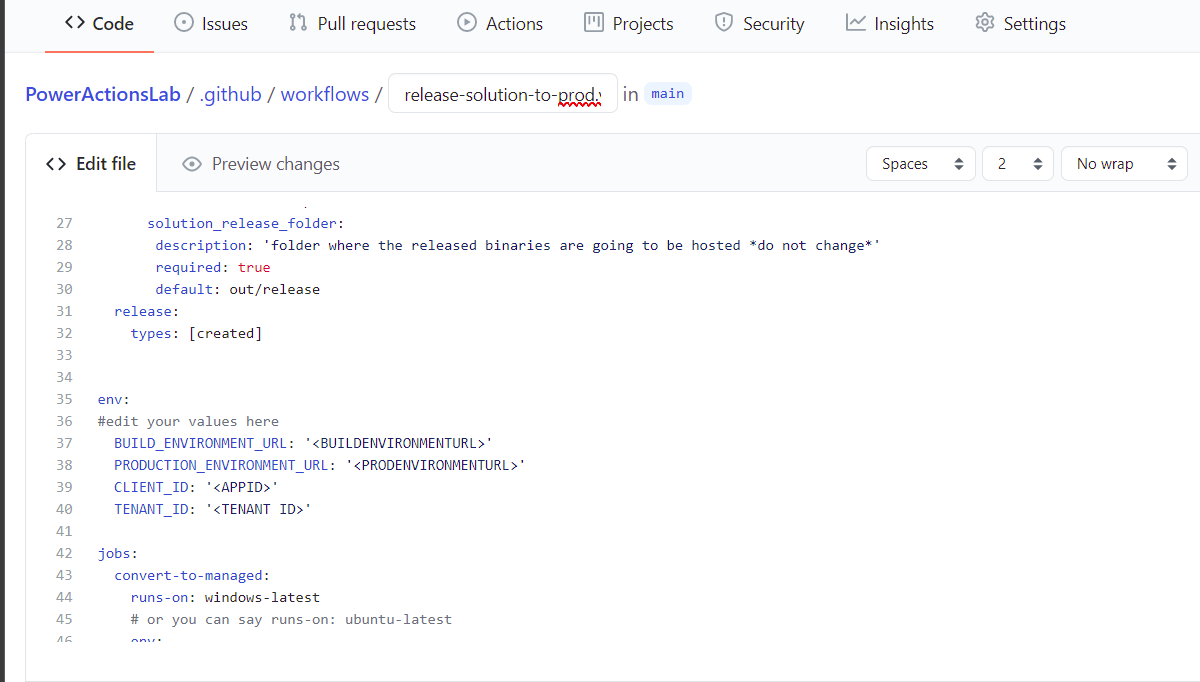 Code Issues Pull requests Actions Projects Security Insights Settings
PowerActionsLab / .github / workflows / release-solution-to-prod. in main
Edit file Preview changes Spaces 2 No wrap
27 solution_release_folder:
28 description: 'folder where the released binaries are going to be hosted *do not change*'
29 required: true
30 default: out/release
31 release:
32 types: [created]
33
34
35 env:
36 #edit your values here
37 BUILD_ENVIRONMENT_URL: '<BUILDENVIRONMENTURL>'
38 PRODUCTION_ENVIRONMENT_URL: '<PRODENVIRONMENTURL>'
39 CLIENT_ID: '<APPID>'
40 TENANT_ID: '<TENANT ID>'
41
42 jobs:
43 convert-to-managed:
44 runs-on: windows-latest
45 # or you can say runs-on: ubuntu-latest
46 env: